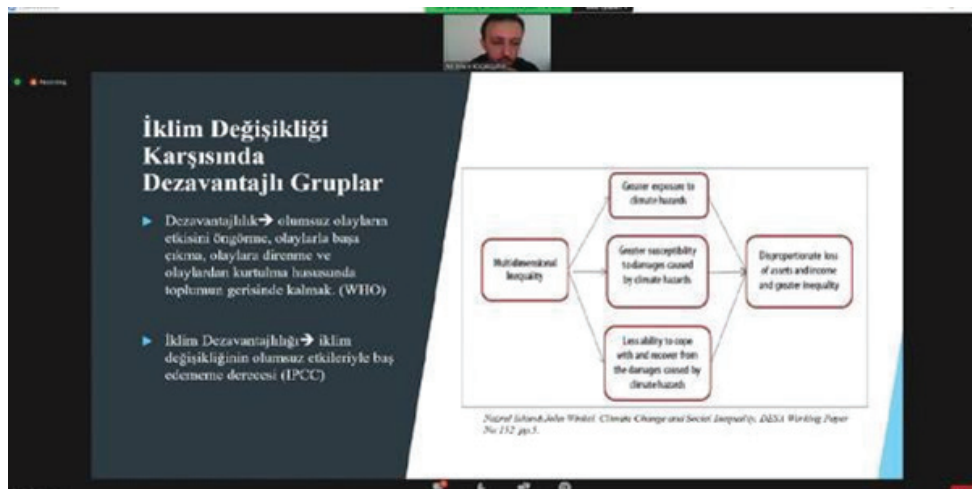 İklim Değişikliği
Karşısında
Dezavantajlı Gruplar
Dezavantajlılık→ olumsuz olayların
etkisini öngörme, olaylarla başa
çıkma, olaylara direnme ve
olaylardan kurtulma hususunda
toplumun gerisinde kalmak. (WHO)
İklim Dezavantajlılığı→ iklim
değişikliğinin olumsuz etkileriyle baş
edememe derecesi (IPCC)
Multidimensional
Inequality
Greater exposure to
climate hazards
Greater susceptibility
to damages caused
by climate hazards
Less ability to cope
with and recover from
the damages caused by
climate hazards
Disproportionate loss
of assets and income
and greater inequality
John Winkel. Climate Change and Social Inequality. DESA Working Paper
No 152. pp.5.